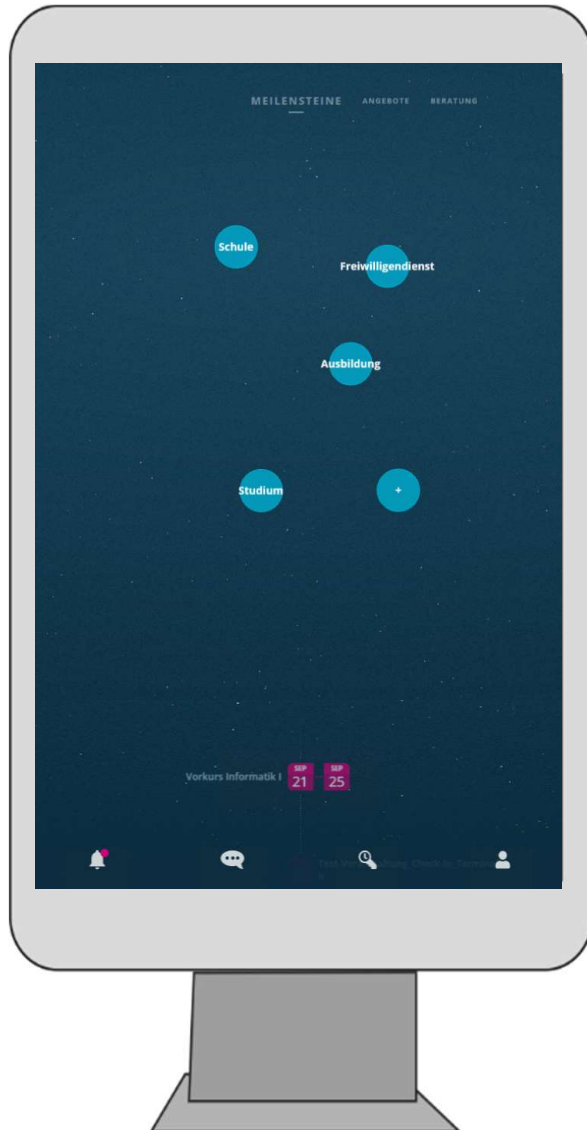 MEILENSTEINE ANGEBOTE BERATUNG
Schule
Freiwilligendienst
Ausbildung
Studium +
Vorkurs Informatik I SEP 21 SEP 25